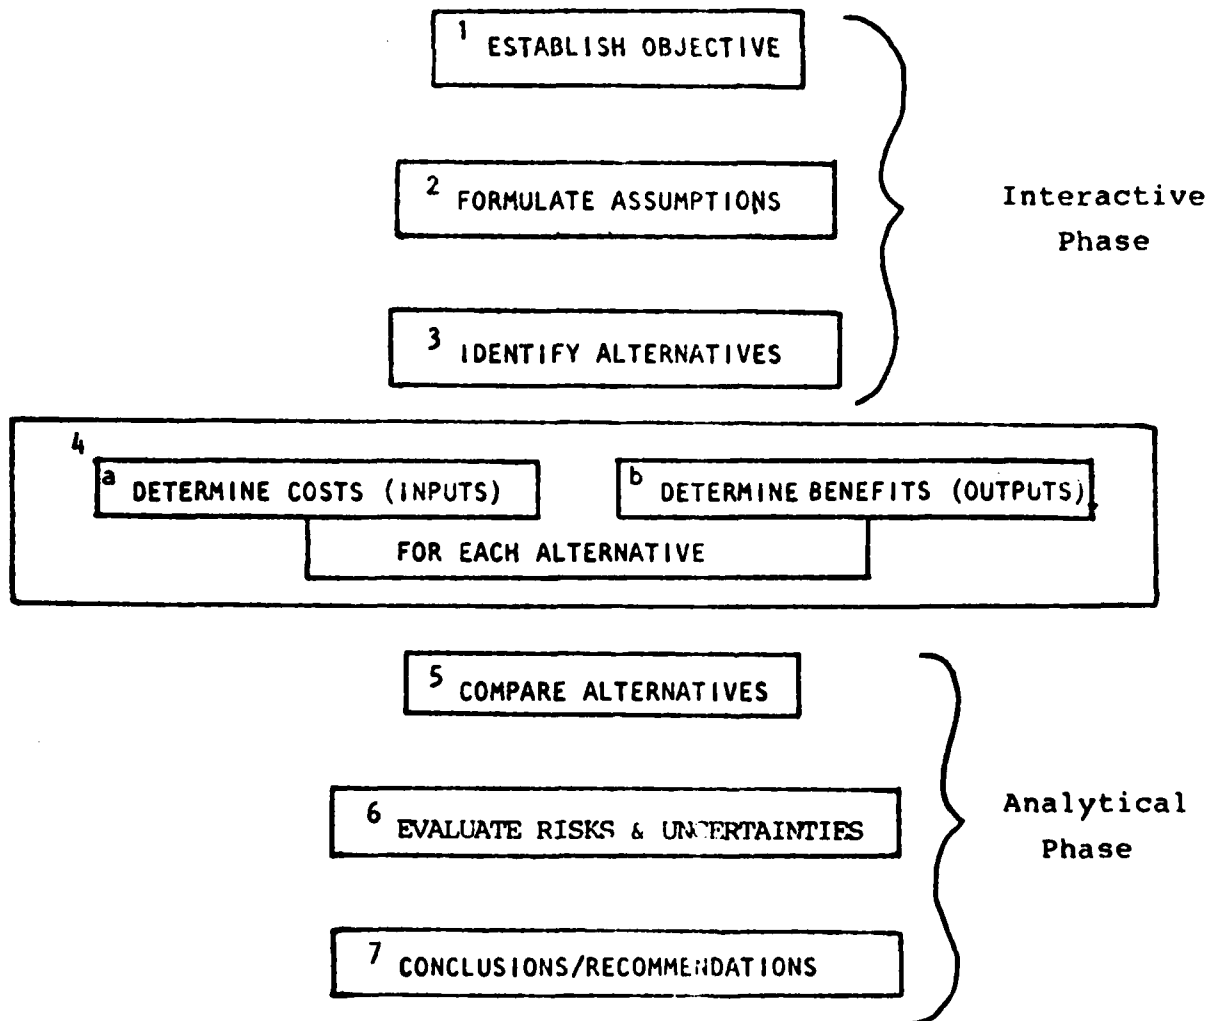 1 ESTABLISH OBJECTIVE
2 FORMULATE ASSUMPTIONS
Interactive
Phase
3 IDENTIFY ALTERNATIVES
4
a DETERMINE COSTS (INPUTS)
b DETERMINE BENEFITS (OUTPUTS)
FOR EACH ALTERNATIVE
5 COMPARE ALTERNATIVES
6 EVALUATE RISKS & UNCERTAINTIES
Analytical
Phase
7 CONCLUSIONS/RECOMMENDATIONS